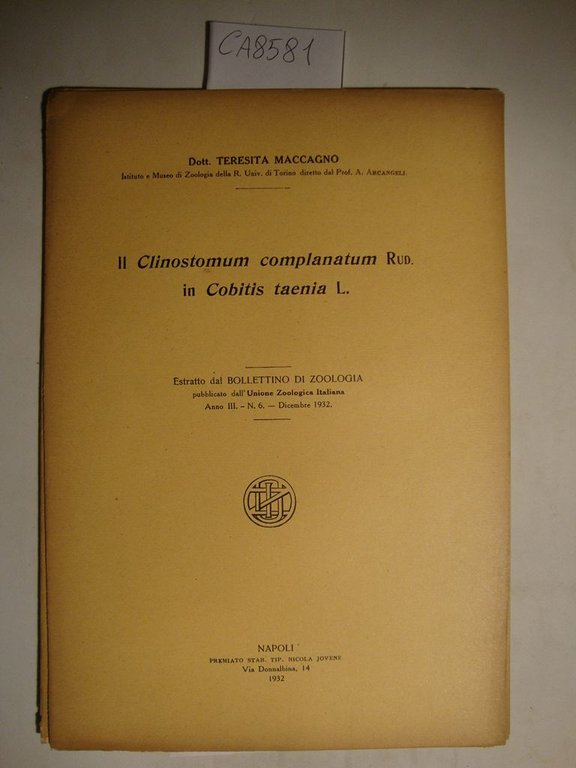 CA8581
Dott. TERESITA MACCAGNO
Istituto e Museo di Zoologia della R. Univ. di Torino diretto dal Prof. A. ARCANGELI.
Il Clinostomum complanatum RUD.
in Cobitis taenia L.
Estratto dal BOLLETTINO DI ZOOLOGIA
pubblicato dall'Unione Zoologica Italiana
Anno III. - N. 6. — Dicembre 1932.
NAPOLI
PREMIATO STAB. TIP. NICOLA JOVENE
Via Donnalbina, 14
1932